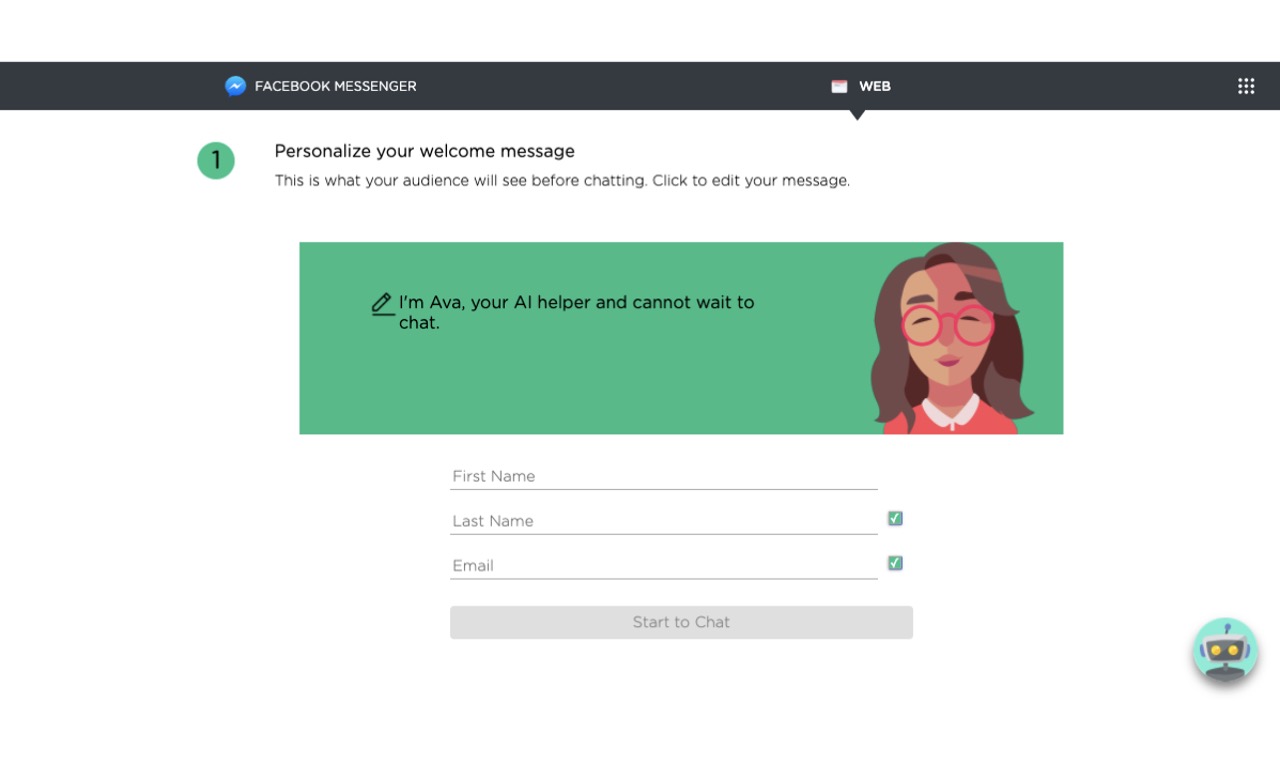 FACEBOOK MESSENGER
WEB
1
Personalize your welcome message
This is what your audience will see before chatting. Click to edit your message.
I'm Ava, your AI helper and cannot wait to
chat.
First Name
Last Name
Email
Start to Chat